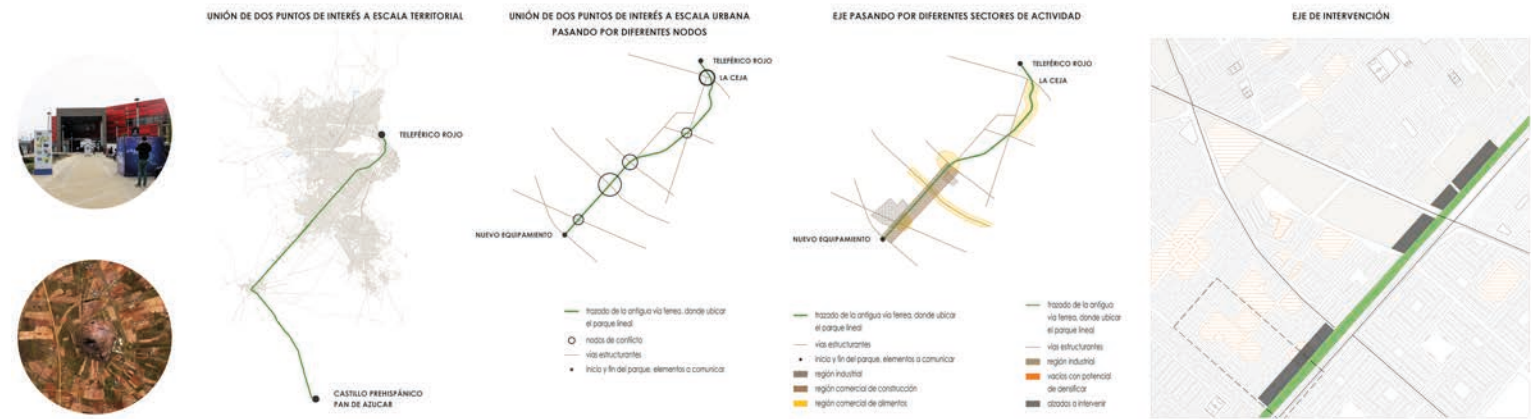 UNIÓN DE DOS PUNTOS DE INTERÉS A ESCALA TERRITORIAL
TELEFÉRICO ROJO
CASTILLO PREHISPÁNICO
PAN DE AZUCAR
UNIÓN DE DOS PUNTOS DE INTERÉS A ESCALA URBANA
PASANDO POR DIFERENTES NODOS
TELEFÉRICO ROJO
LA CEJA
NUEVO EQUIPAMIENTO
trazado de la antigua vía ferrea, donde ubicar
el parque lineal
nodos de conflicto
vías estructurantes
inicio y fin del parque, elementos a comunicar
EJE PASANDO POR DIFERENTES SECTORES DE ACTIVIDAD
TELEFÉRICO ROJO
LA CEJA
NUEVO EQUIPAMIENTO
trazado de la antigua vía ferrea, donde ubicar
el parque lineal
vías estructurantes
inicio y fin del parque, elementos a comunicar
región industrial
región comercial de construcción
región comercial de alimentos
EJE DE INTERVENCIÓN
trazado de la antigua
vía ferrea, donde ubicar
el parque lineal
vías estructurantes
región industrial
vacíos con potencial
de densificar
alzados a intervenir